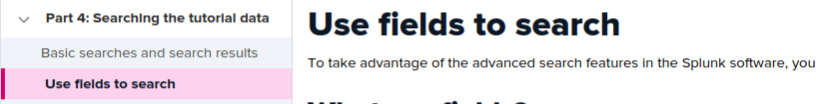 Part 4: Searching the tutorial data
Basic searches and search results
Use fields to search
Use fields to search
To take advantage of the advanced search features in the Splunk software, you